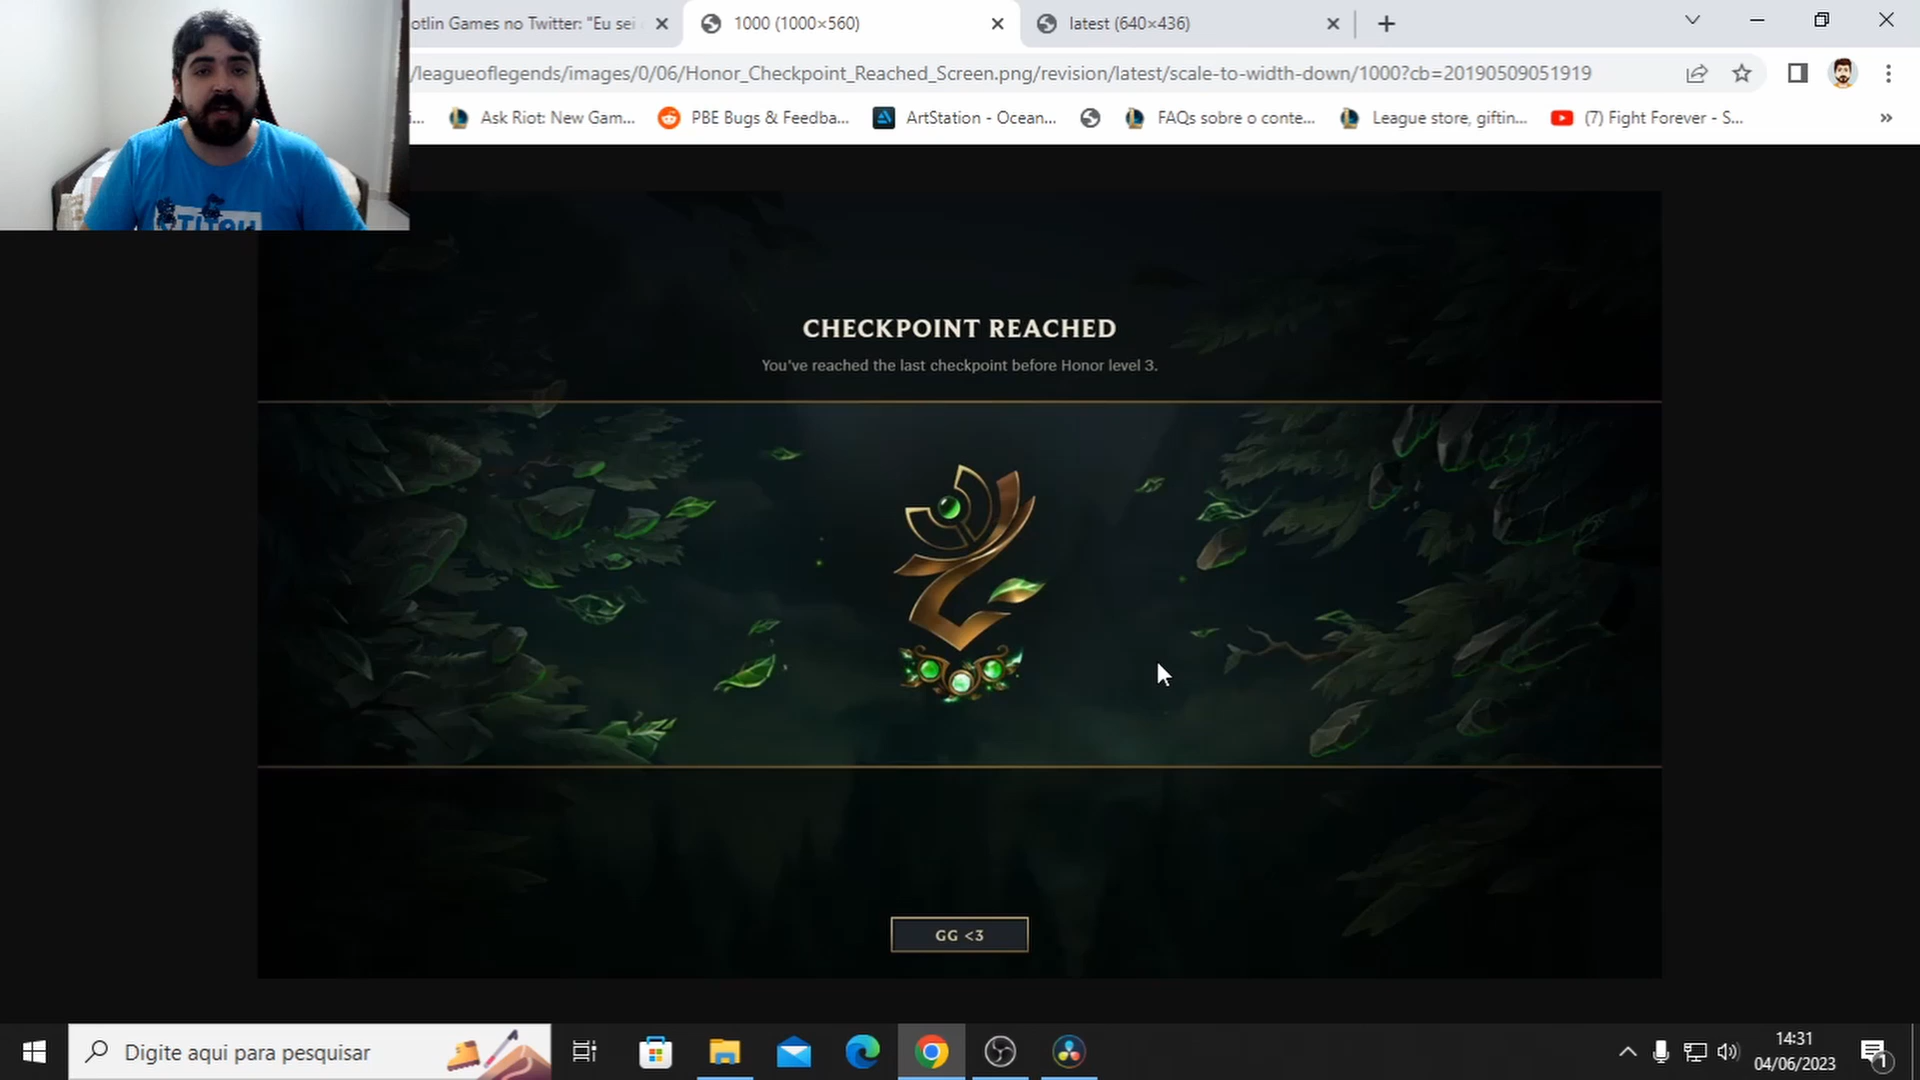 otlin Games no Twitter: "Eu sei
1000 (1000×560)
latest (640×436)
/leagueoflegends/images/0/06/Honor_Checkpoint_Reached_Screen.png/revision/latest/scale-to-width-down/1000?cb=20190509051919
i...
Ask Riot: New Gam...
PBE Bugs & Feedba...
ArtStation - Ocean...
FAQs sobre o conte...
League store, giftin...
(7) Fight Forever - S...
»
CHECKPOINT REACHED
You've reached the last checkpoint before Honor level 3.
GG <3
Digite aqui para pesquisar
14:31
04/06/2023
1